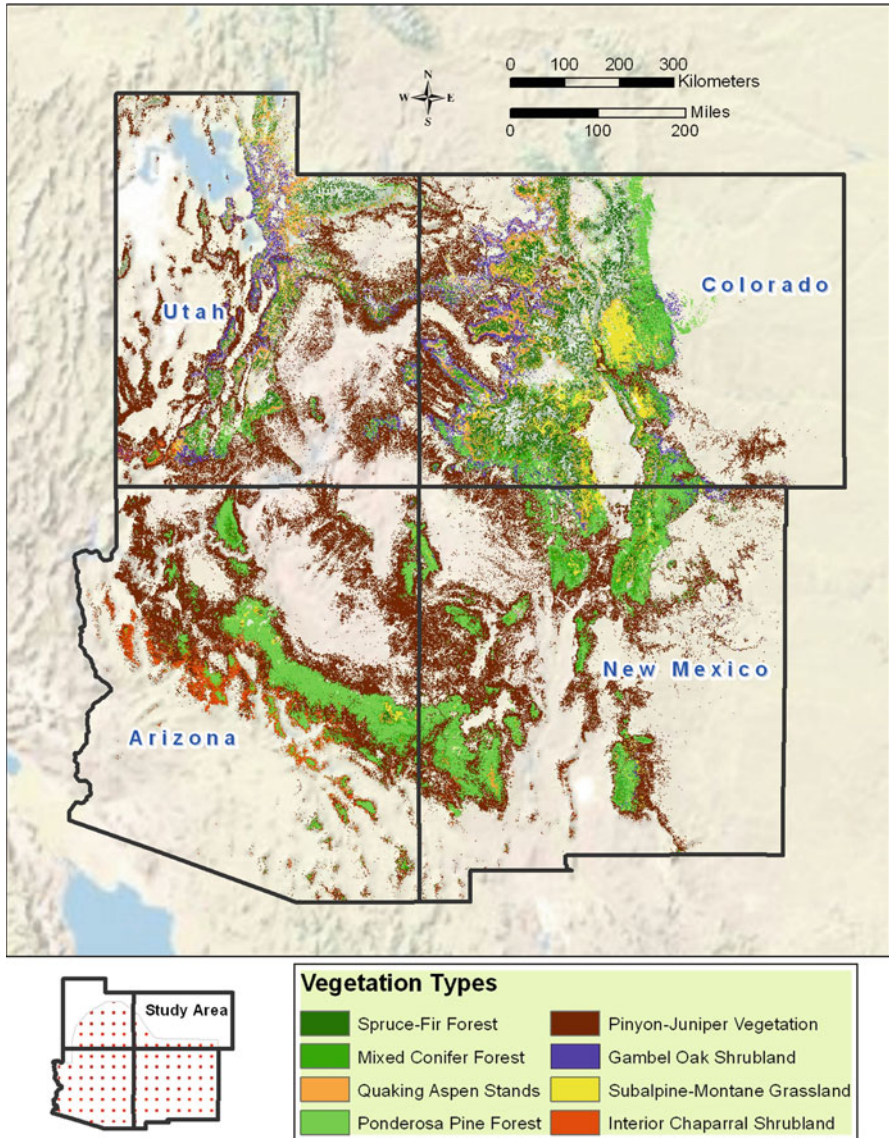 N
W E
S
0 100 200 300
Kilometers
Miles
0 100 200
Utah
Colorado
Arizona
New Mexico
Study Area
Vegetation Types
Spruce-Fir Forest
Mixed Conifer Forest
Quaking Aspen Stands
Ponderosa Pine Forest
Pinyon-Juniper Vegetation
Gambel Oak Shrubland
Subalpine-Montane Grassland
Interior Chaparral Shrubland